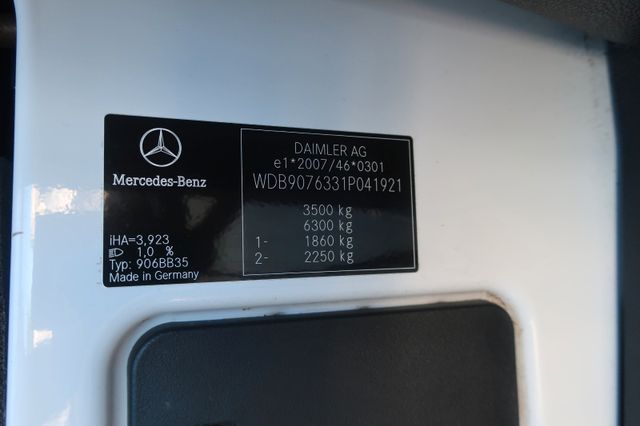 Mercedes-Benz
DAIMLER AG
e1*2007/46*0301
WDB9076331P041921
3500 kg
6300 kg
1- 1860 kg
2- 2250 kg
iHA=3,923
1,0 %
Typ: 906BB35
Made in Germany